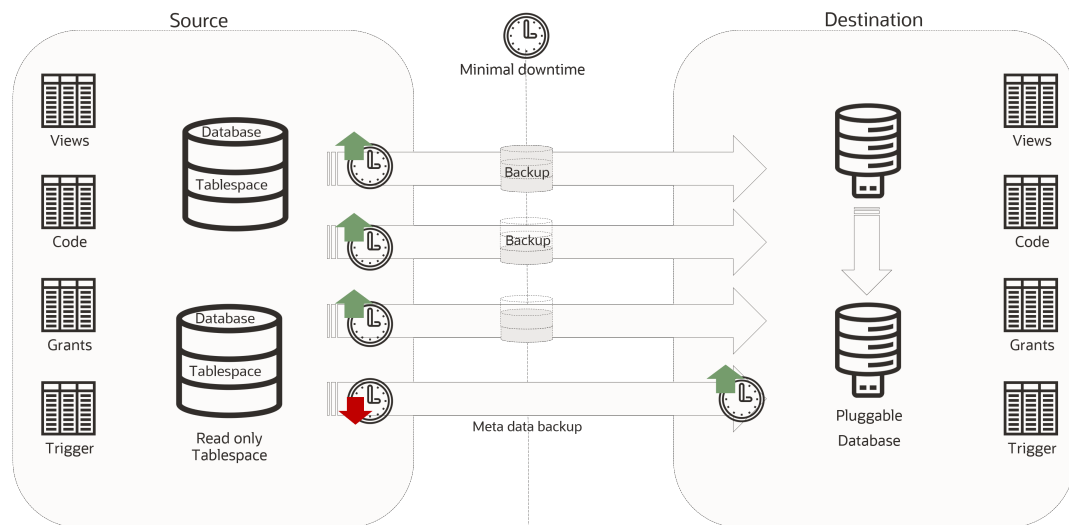 Source
Destination
Minimal downtime
Views
Code
Grants
Trigger
Database
Tablespace
Database
Tablespace
Read only
Tablespace
Backup
Backup
Meta data backup
Pluggable
Database
Views
Code
Grants
Trigger